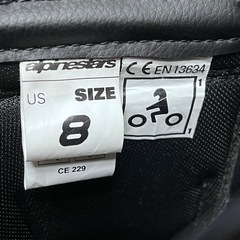 alpinestars
US SIZE
8
CE 229
CE EN 13634
1
1